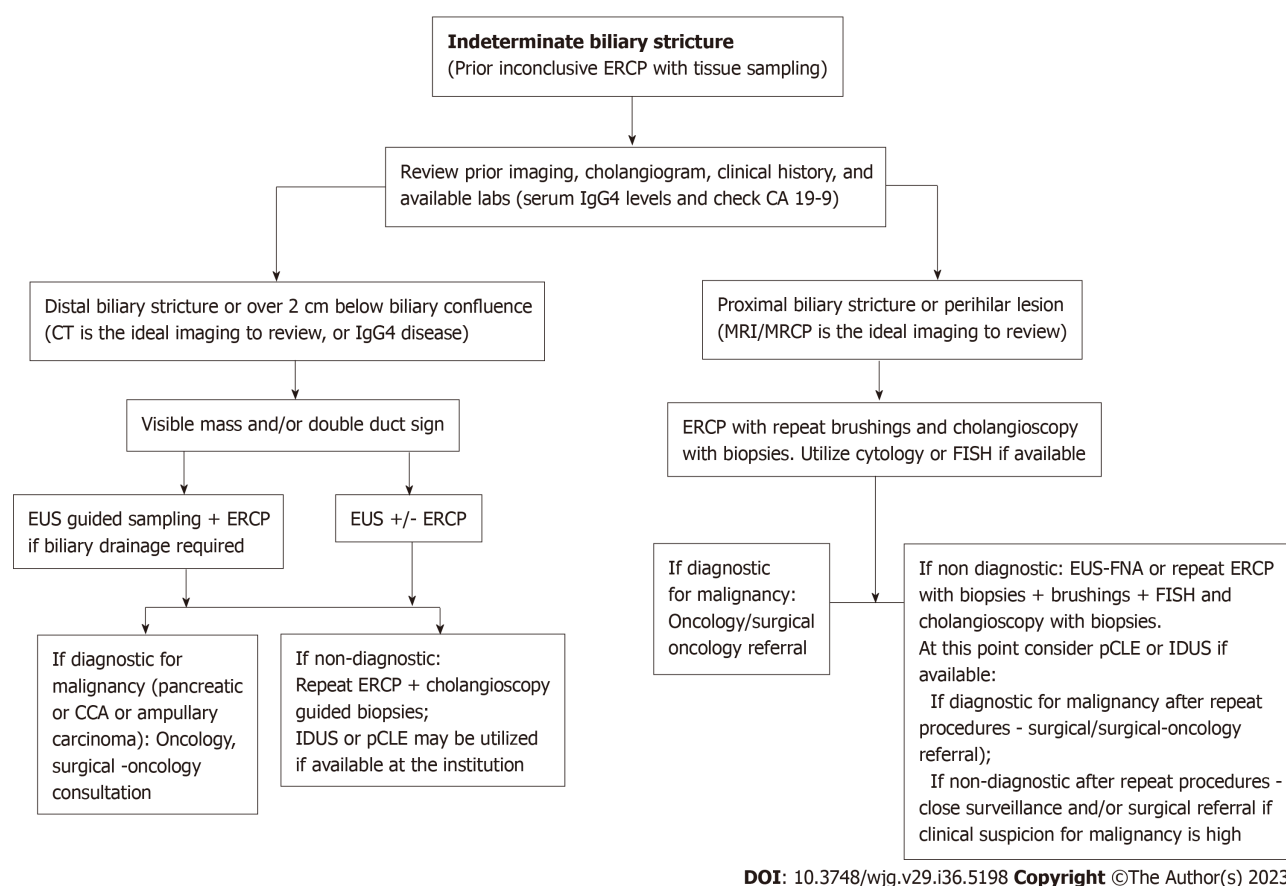 Indeterminate biliary stricture
(Prior inconclusive ERCP with tissue sampling)
Review prior imaging, cholangiogram, clinical history, and
available labs (serum IgG4 levels and check CA 19-9)
Distal biliary stricture or over 2 cm below biliary confluence
(CT is the ideal imaging to review, or IgG4 disease)
Visible mass and/or double duct sign
EUS guided sampling + ERCP
if biliary drainage required
EUS +/- ERCP
If diagnostic for
malignancy (pancreatic
or CCA or ampullary
carcinoma): Oncology,
surgical -oncology
consultation
If non-diagnostic:
Repeat ERCP + cholangioscopy
guided biopsies;
IDUS or pCLE may be utilized
if available at the institution
Proximal biliary stricture or perihilar lesion
(MRI/MRCP is the ideal imaging to review)
ERCP with repeat brushings and cholangioscopy
with biopsies. Utilize cytology or FISH if available
If diagnostic
for malignancy:
Oncology/surgical
oncology referral
If non diagnostic: EUS-FNA or repeat ERCP
with biopsies + brushings + FISH and
cholangioscopy with biopsies.
At this point consider pCLE or IDUS if
available:
If diagnostic for malignancy after repeat
procedures - surgical/surgical-oncology
referral);
If non-diagnostic after repeat procedures -
close surveillance and/or surgical referral if
clinical suspicion for malignancy is high
DOI: 10.3748/wjg.v29.i36.5198 Copyright ©The Author(s) 2023